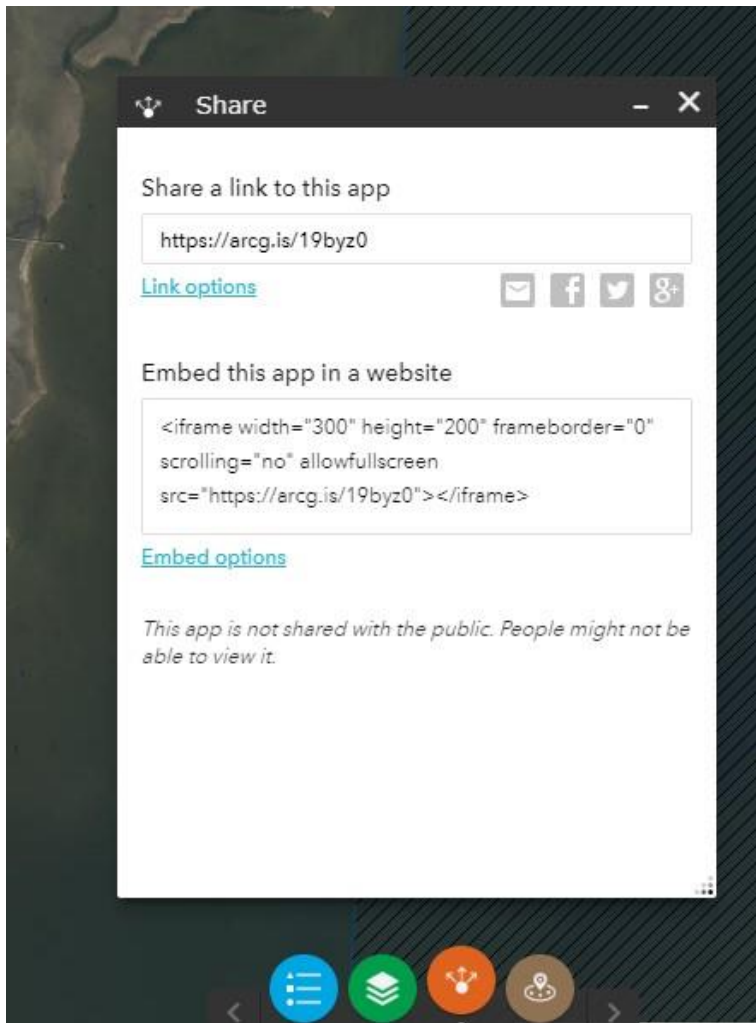 Share
Share a link to this app
https://arcg.is/19byz0
Link options
Embed this app in a website
<iframe width="300" height="200" frameborder="0"
scrolling="no" allowfullscreen
src="https://arcg.is/19byz0"></iframe>
Embed options
This app is not shared with the public. People might not be
able to view it.